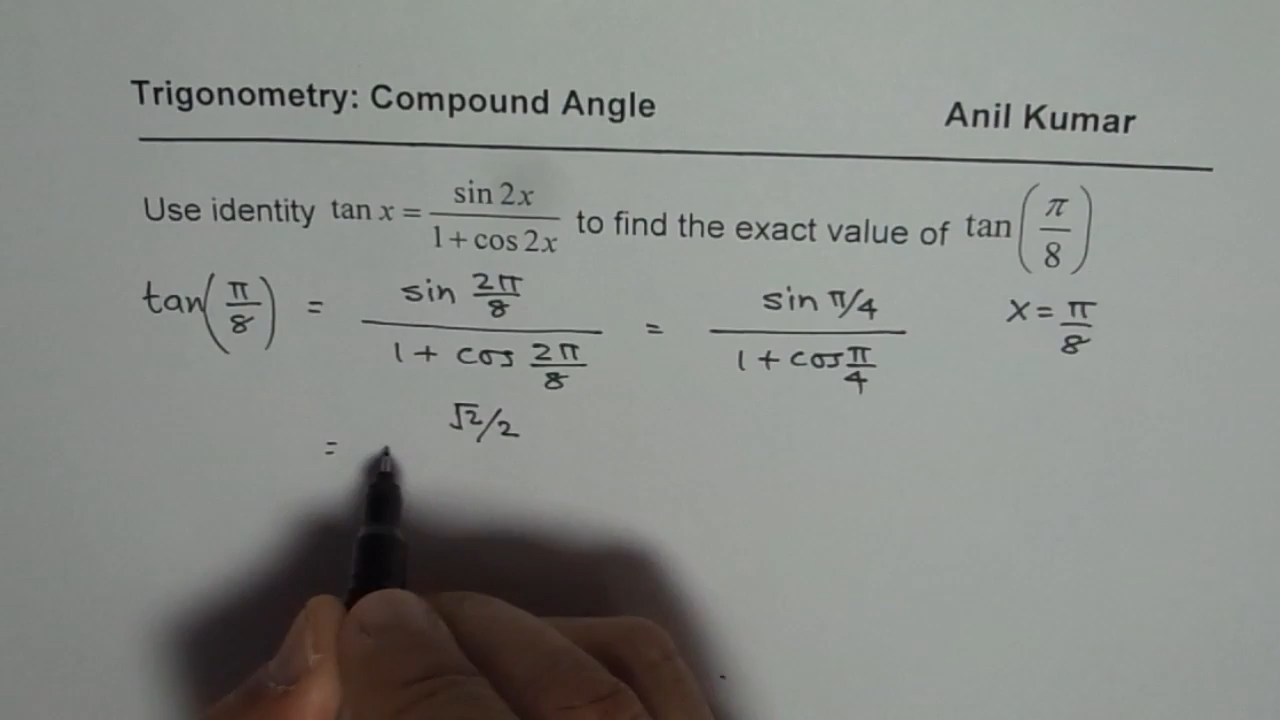 Trigonometry: Compound Angle Anil Kumar
Use identity tan x = sin 2x / 1 + cos 2x to find the exact value of tan(π/8)
tan(π/8) = sin 2π/8 / 1 + cos 2π/8 = sin π/4 / 1 + cos π/4 x = π/8
= √2/2